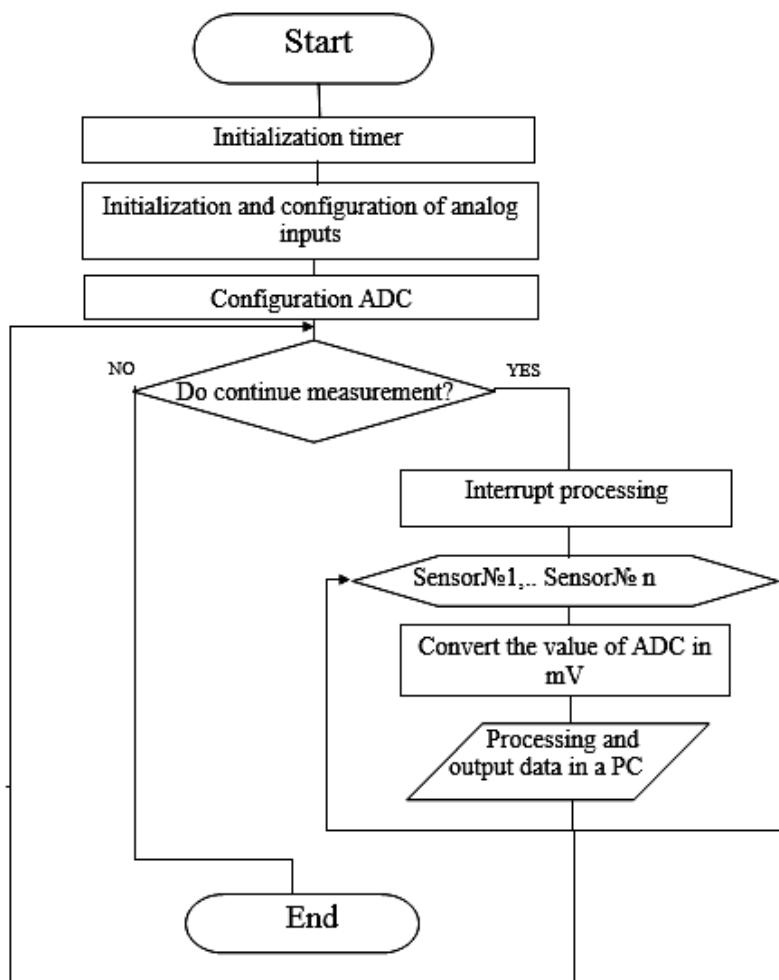 Start
Initialization timer
Initialization and configuration of analog
inputs
Configuration ADC
NO
Do continue measurement?
YES
Interrupt processing
Sensor№1,.. Sensor№ n
Convert the value of ADC in
mV
Processing and
output data in a PC
End